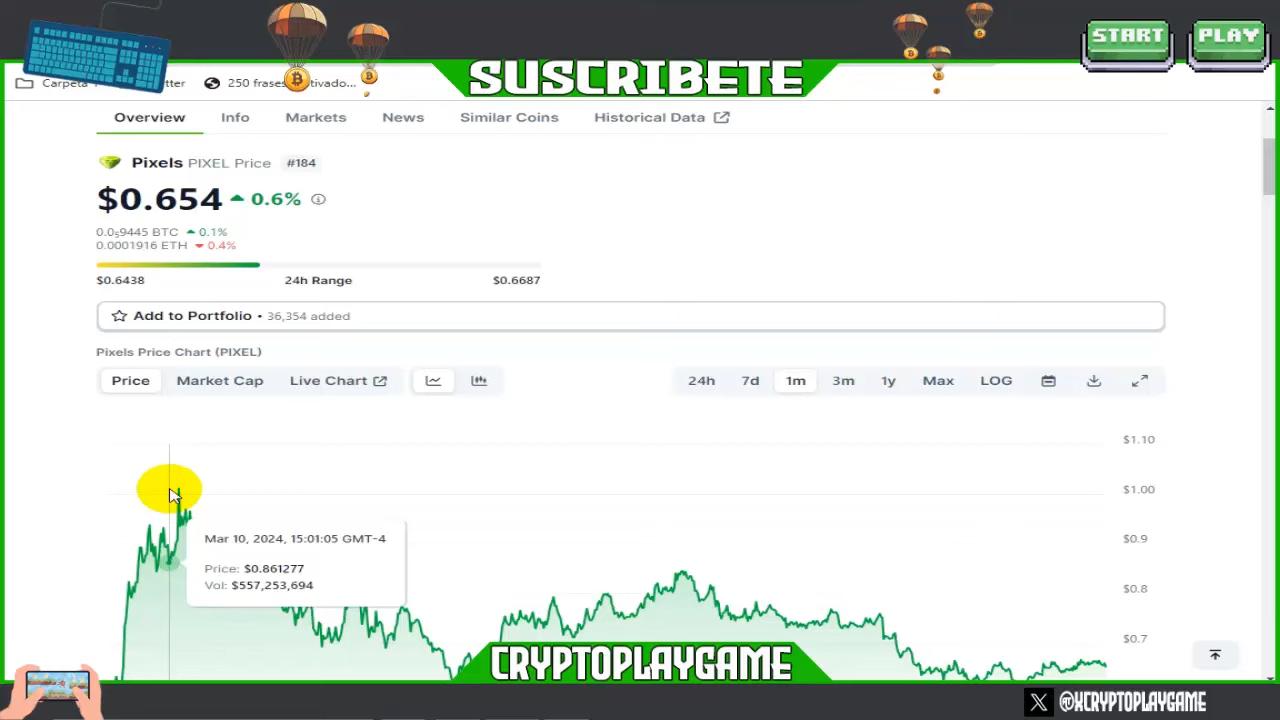 START PLAY
SUSCRIBETE
250 frases
tivado...
Overview Info Markets News Similar Coins Historical Data
Pixels PIXEL Price #184
$0.654 0.6%
0.0₅9445 BTC 0.1%
0.0001916 ETH 0.4%
$0.6438 24h Range $0.6687
Add to Portfolio • 36,354 added
Pixels Price Chart (PIXEL)
Price Market Cap Live Chart 24h 7d 1m 3m 1y Max LOG
$1.10
$1.00
$0.9
$0.8
$0.7
Mar 10, 2024, 15:01:05 GMT-4
Price: $0.861277
Vol: $557,253,694
CRYPTOPLAYGAME
X @XCRYPTOPLAYGAME